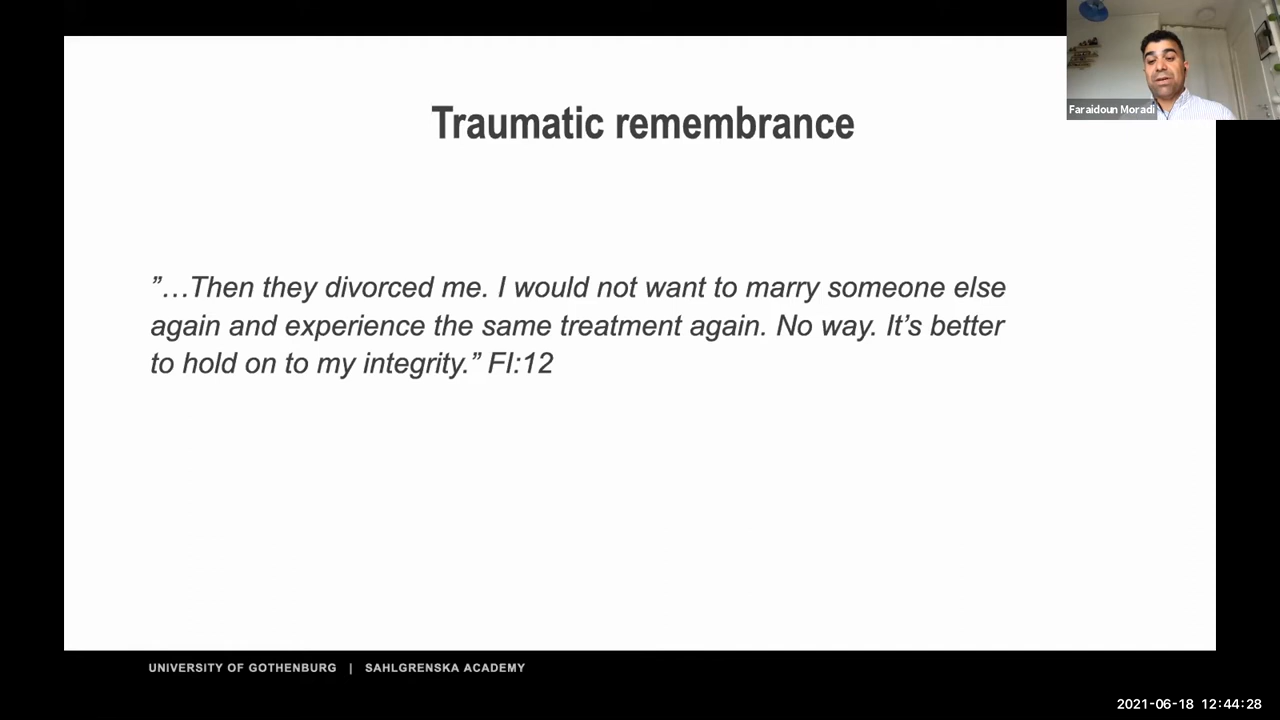 Faraidoun Moradi
Traumatic remembrance
”…Then they divorced me. I would not want to marry someone else
again and experience the same treatment again. No way. It’s better
to hold on to my integrity.” FI:12
UNIVERSITY OF GOTHENBURG | SAHLGRENSKA ACADEMY
2021-06-18 12:44:28